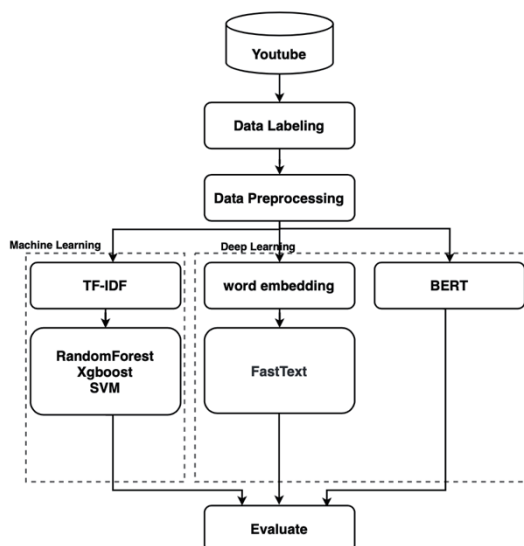 Youtube
Data Labeling
Data Preprocessing
Machine Learning
Deep Learning
TF-IDF
word embedding
BERT
RandomForest
Xgboost
SVM
FastText
Evaluate